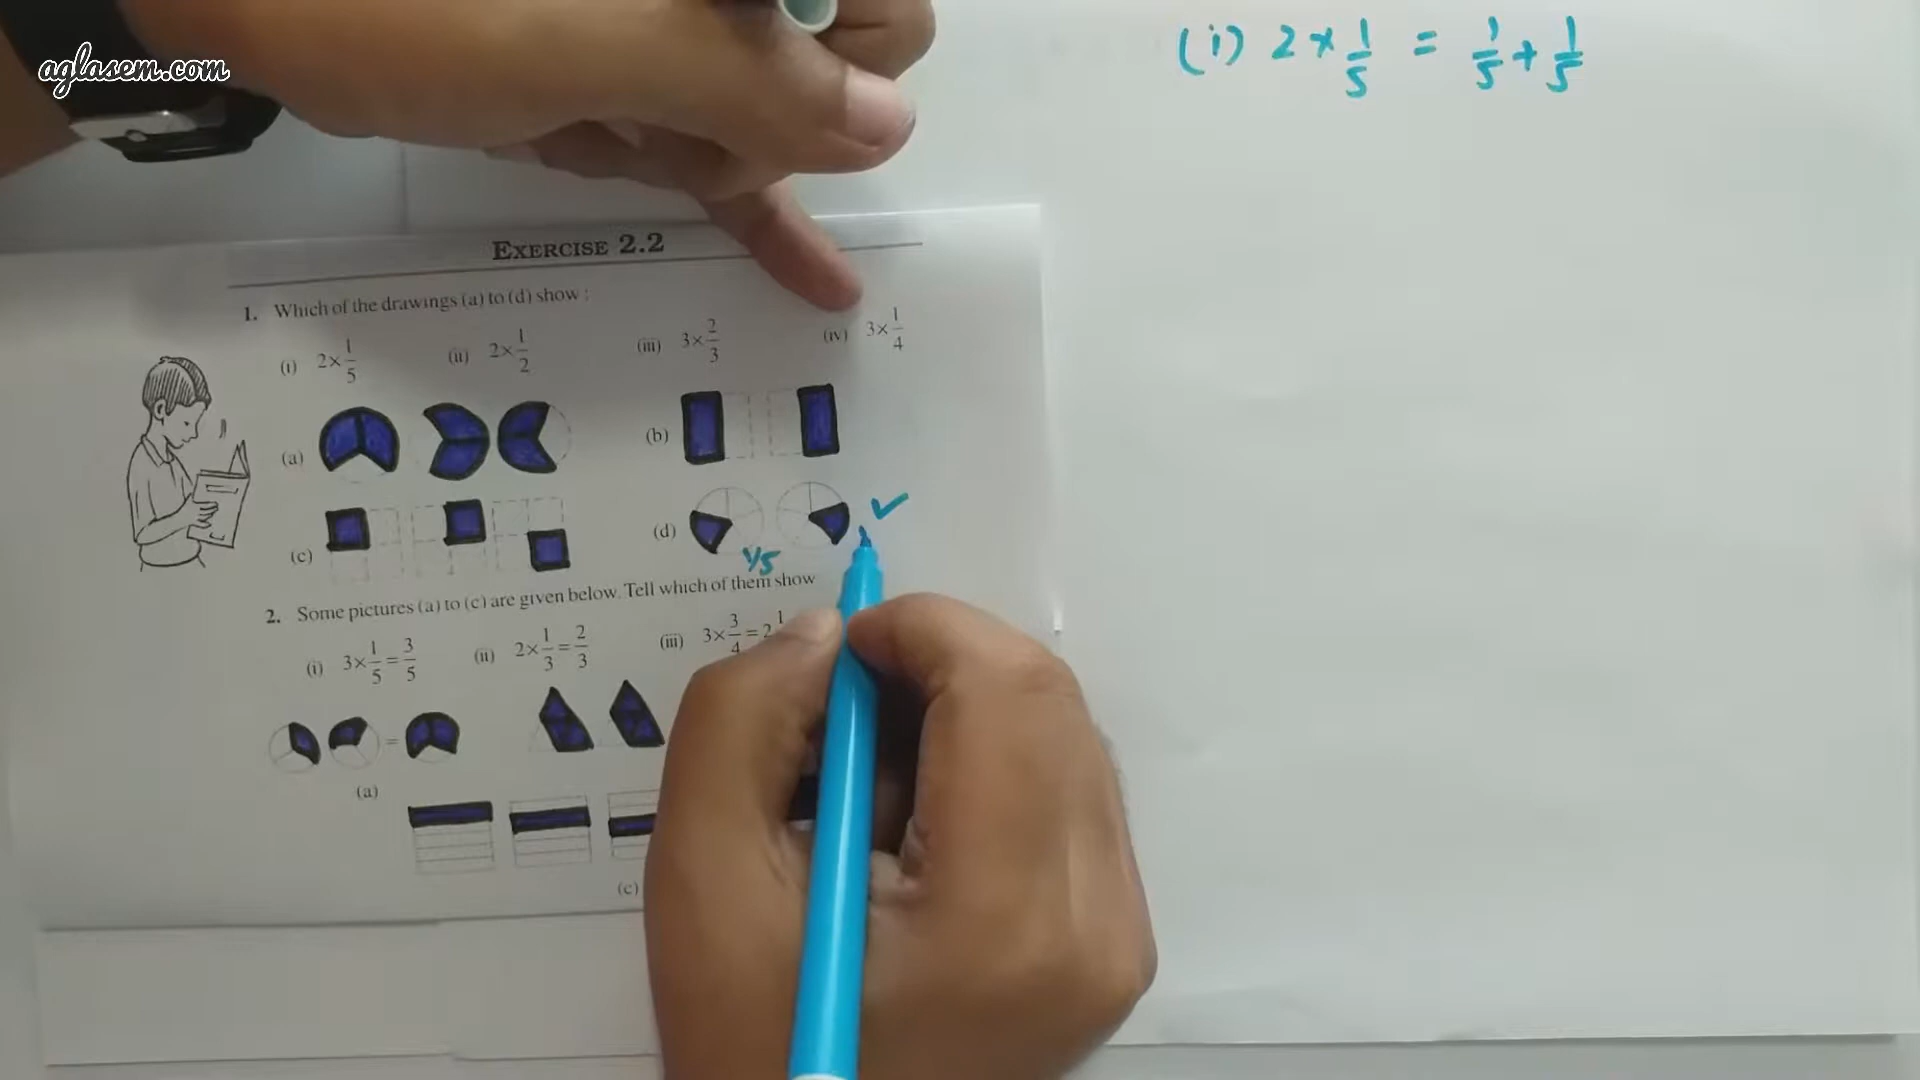 aglasem.com
(i) 2 × 1/5 = 1/5 + 1/5
EXERCISE 2.2
1. Which of the drawings (a) to (d) show :
(i) 2×1/5 (ii) 2×1/2 (iii) 3×2/3 (iv) 3×1/4
(a) (b)
(c) (d) ✓
1/5
2. Some pictures (a) to (c) are given below. Tell which of them show
(i) 3×1/5=3/5 (ii) 2×1/3=2/3 (iii) 3×3/4=2 1
=
(a)
(c)